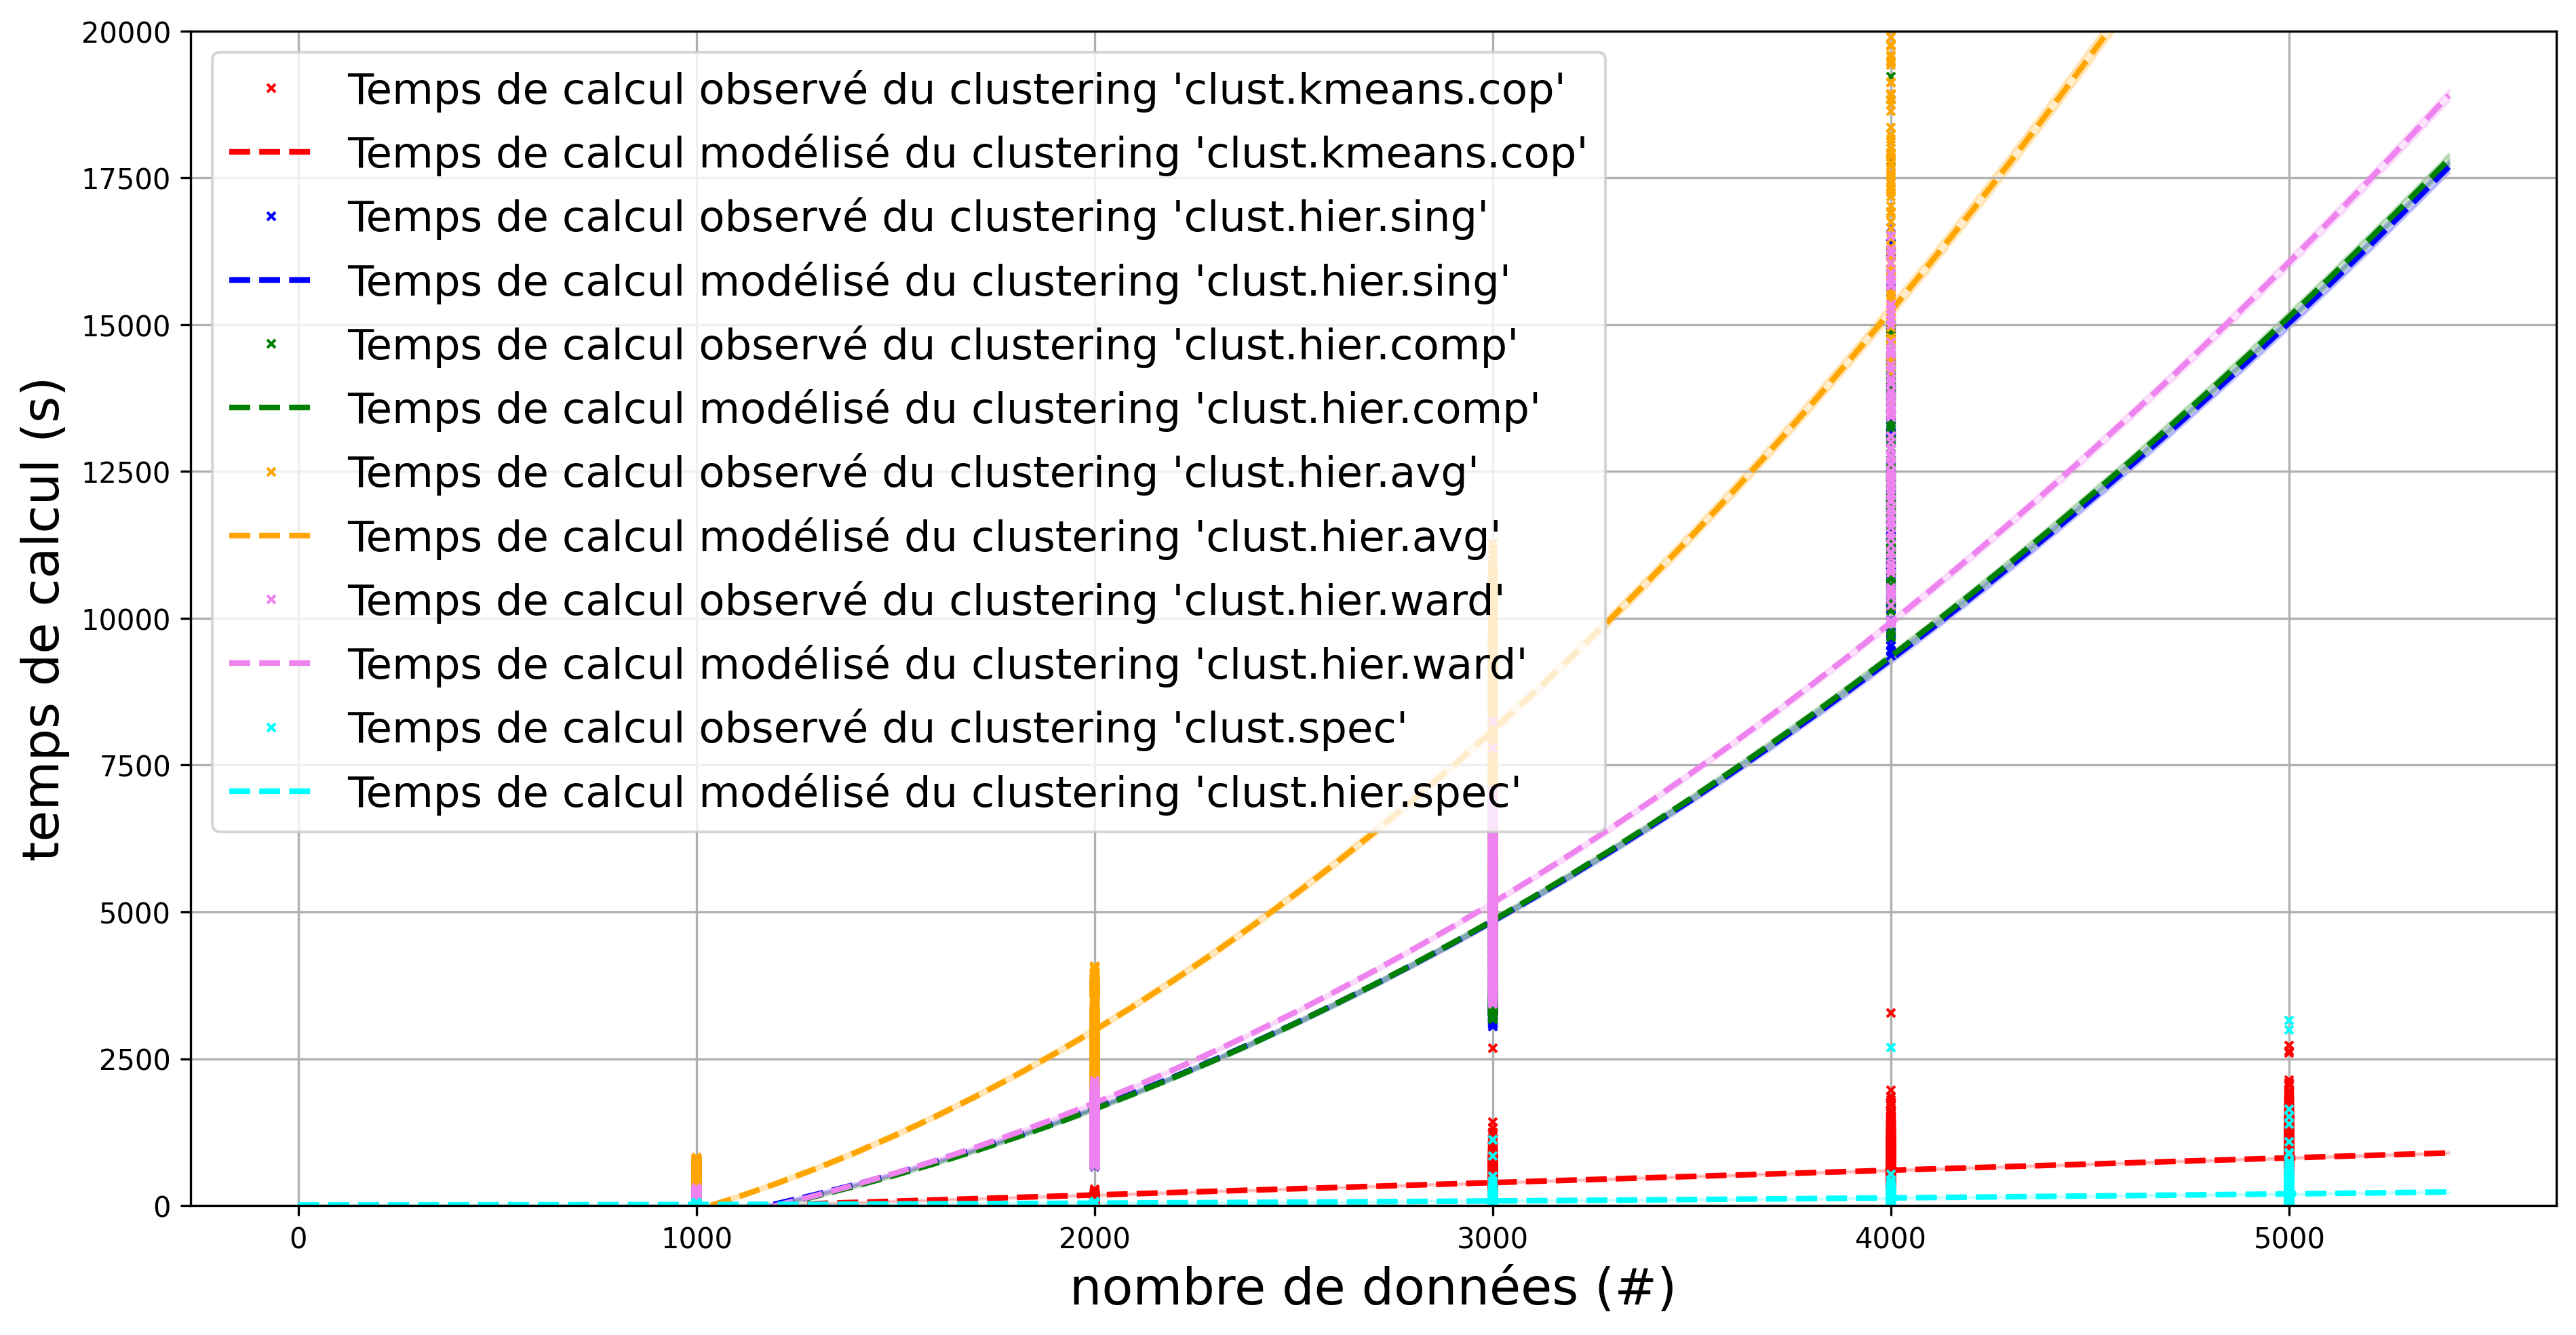 20000
17500
15000
12500
10000
7500
5000
2500
0
temps de calcul (s)
Temps de calcul observé du clustering 'clust.kmeans.cop'
Temps de calcul modélisé du clustering 'clust.kmeans.cop'
Temps de calcul observé du clustering 'clust.hier.sing'
Temps de calcul modélisé du clustering 'clust.hier.sing'
Temps de calcul observé du clustering 'clust.hier.comp'
Temps de calcul modélisé du clustering 'clust.hier.comp'
Temps de calcul observé du clustering 'clust.hier.avg'
Temps de calcul modélisé du clustering 'clust.hier.avg'
Temps de calcul observé du clustering 'clust.hier.ward'
Temps de calcul modélisé du clustering 'clust.hier.ward'
Temps de calcul observé du clustering 'clust.spec'
Temps de calcul modélisé du clustering 'clust.hier.spec'
0 1000 2000 3000 4000 5000
nombre de données (#)